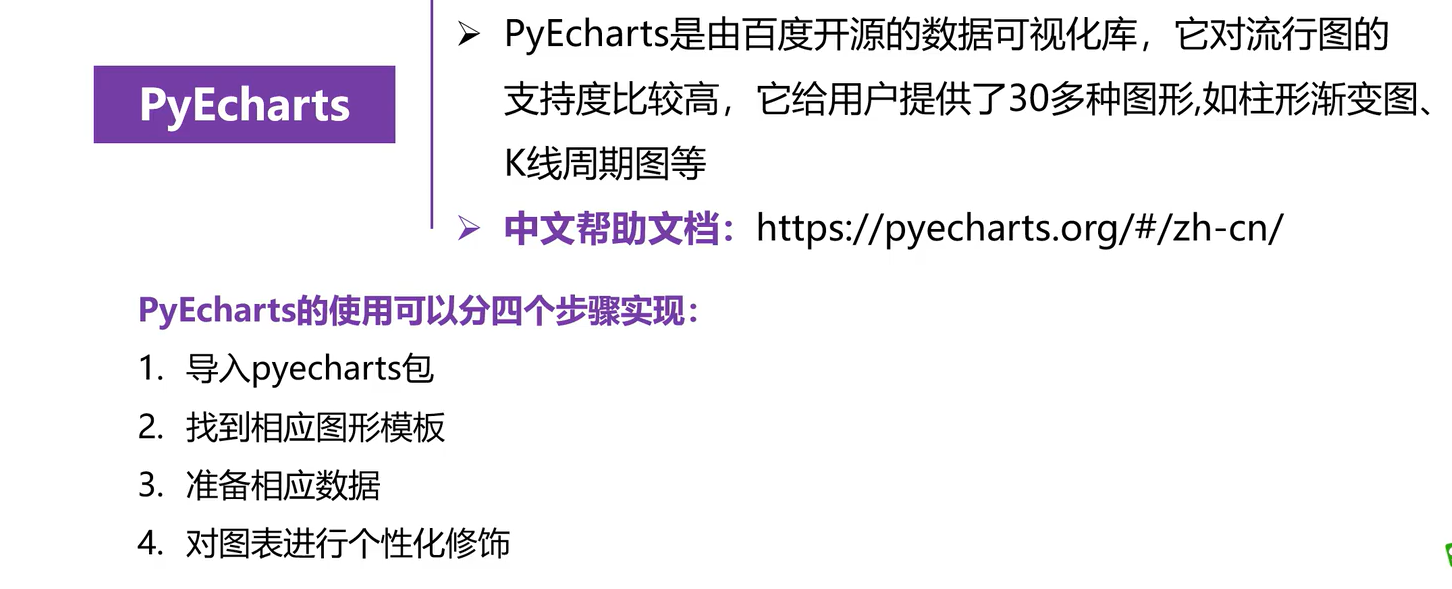 PyEcharts
➢ PyEcharts是由百度开源的数据可视化库，它对流行图的
支持度比较高，它给用户提供了30多种图形,如柱形渐变图、
K线周期图等
➢ 中文帮助文档：https://pyecharts.org/#/zh-cn/
PyEcharts的使用可以分四个步骤实现：
1. 导入pyecharts包
2. 找到相应图形模板
3. 准备相应数据
4. 对图表进行个性化修饰